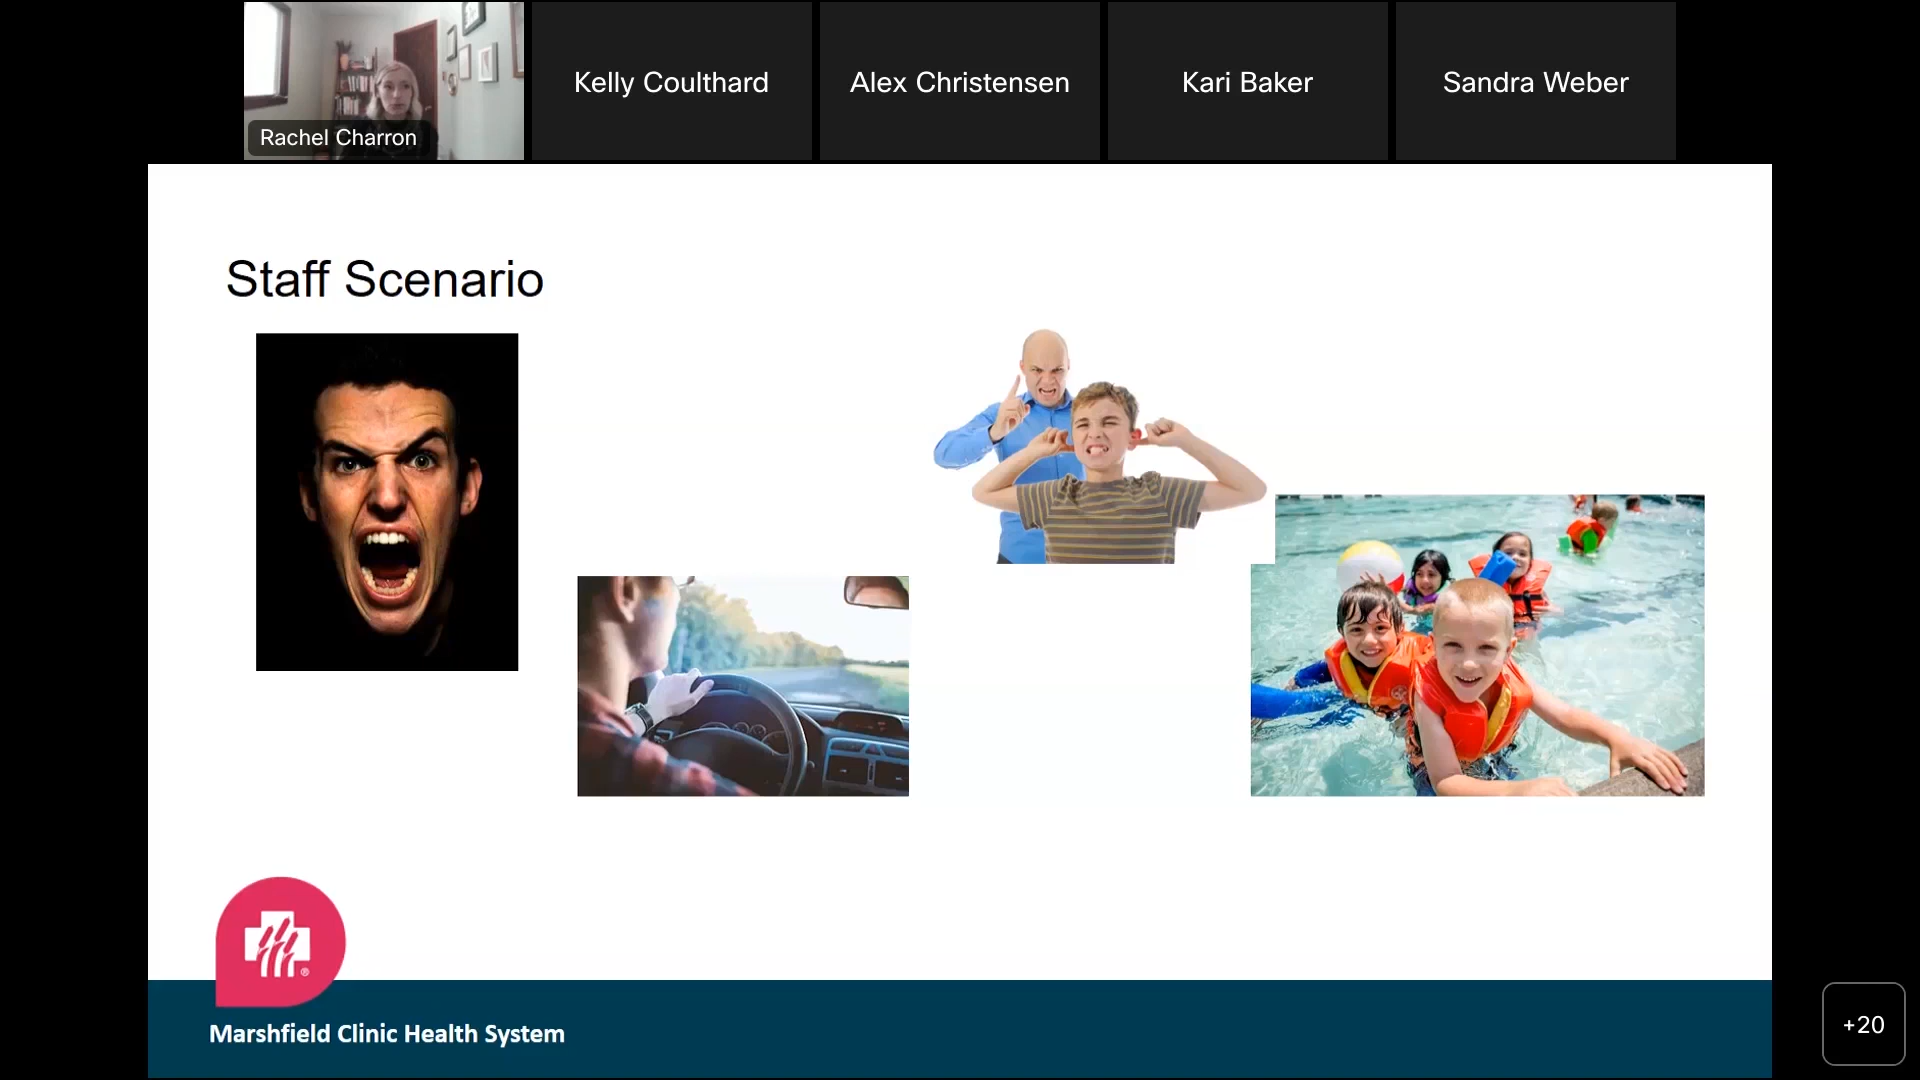 Rachel Charron
Kelly Coulthard
Alex Christensen
Kari Baker
Sandra Weber
Staff Scenario
®
Marshfield Clinic Health System
+20